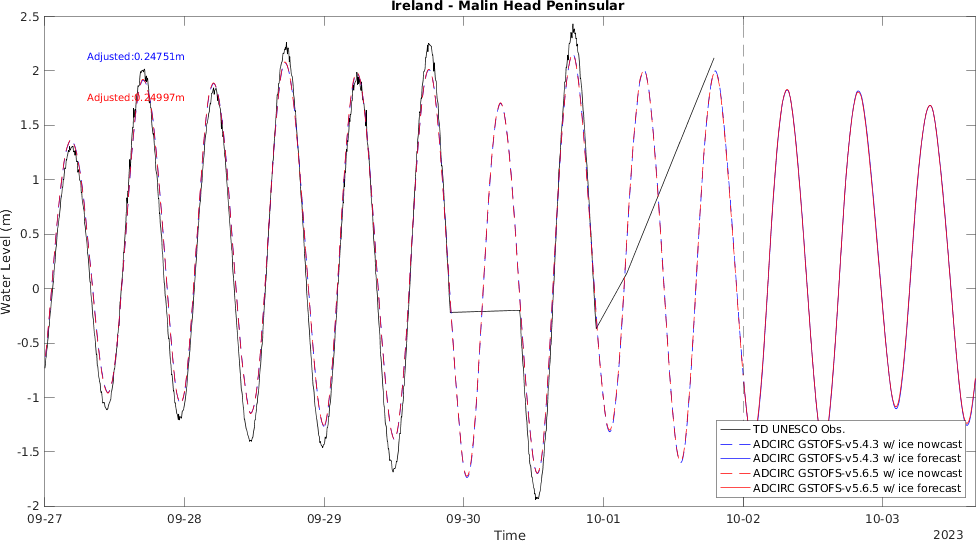 Ireland - Malin Head Peninsular
2.5
Adjusted:0.24751m
2
Adjusted:0.24997m
1.5
1
0.5
Water Level (m)
0
-0.5
-1
-1.5
-2
TD UNESCO Obs.
ADCIRC GSTOFS-v5.4.3 w/ ice nowcast
ADCIRC GSTOFS-v5.4.3 w/ ice forecast
ADCIRC GSTOFS-v5.6.5 w/ ice nowcast
ADCIRC GSTOFS-v5.6.5 w/ ice forecast
09-27 09-28 09-29 09-30 10-01 10-02 10-03
Time
2023